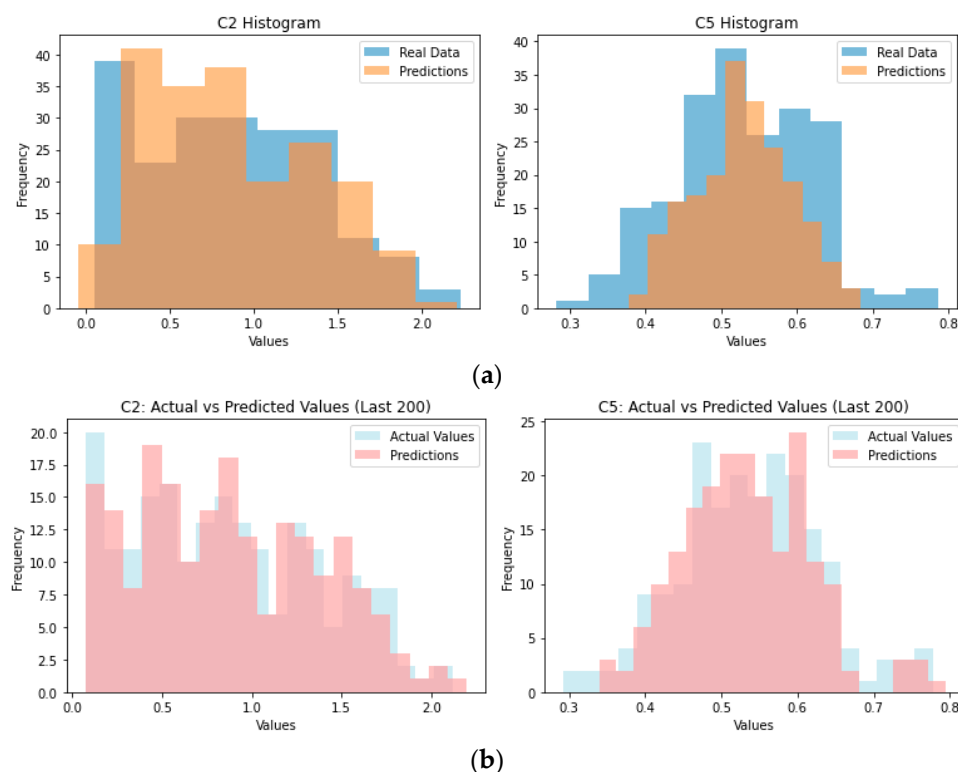 C2 Histogram
Real Data
Predictions
40
35
30
25
20
15
10
5
0
Frequency
0.0 0.5 1.0 1.5 2.0
Values
C5 Histogram
Real Data
Predictions
40
35
30
25
20
15
10
5
0
Frequency
0.3 0.4 0.5 0.6 0.7 0.8
Values
(a)
C2: Actual vs Predicted Values (Last 200)
Actual Values
Predictions
20.0
17.5
15.0
12.5
10.0
7.5
5.0
2.5
0.0
Frequency
0.0 0.5 1.0 1.5 2.0
Values
C5: Actual vs Predicted Values (Last 200)
Actual Values
Predictions
25
20
15
10
5
0
Frequency
0.3 0.4 0.5 0.6 0.7 0.8
Values
(b)